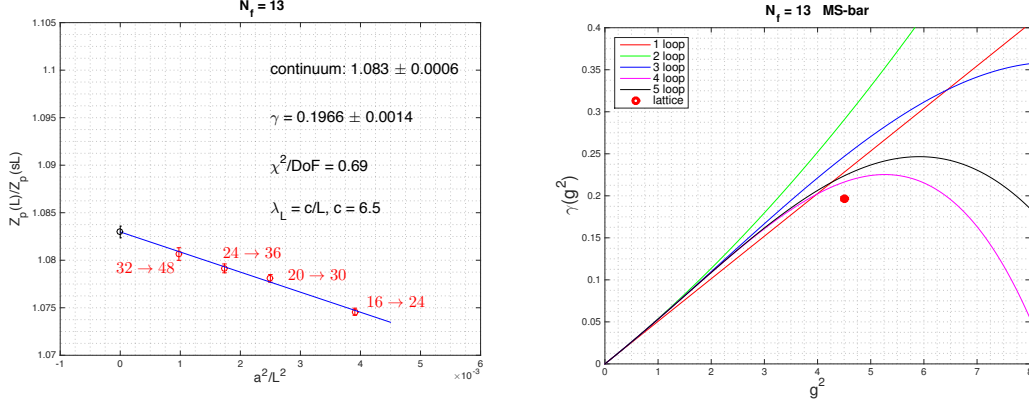 N_f = 13
Z_p(L)/Z_p(sL)
1.105
1.1
1.095
1.09
1.085
1.08
1.075
1.07
continuum: 1.083 ± 0.0006
γ = 0.1966 ± 0.0014
χ²/DoF = 0.69
λ_L = c/L, c = 6.5
32 → 48
24 → 36
20 → 30
16 → 24
-1 0 1 2 3 4 5 6
×10⁻³
a²/L²
N_f = 13 MS-bar
γ(g²)
0.4
0.35
0.3
0.25
0.2
0.15
0.1
0.05
0
1 loop
2 loop
3 loop
4 loop
5 loop
lattice
0 1 2 3 4 5 6 7 8
g²